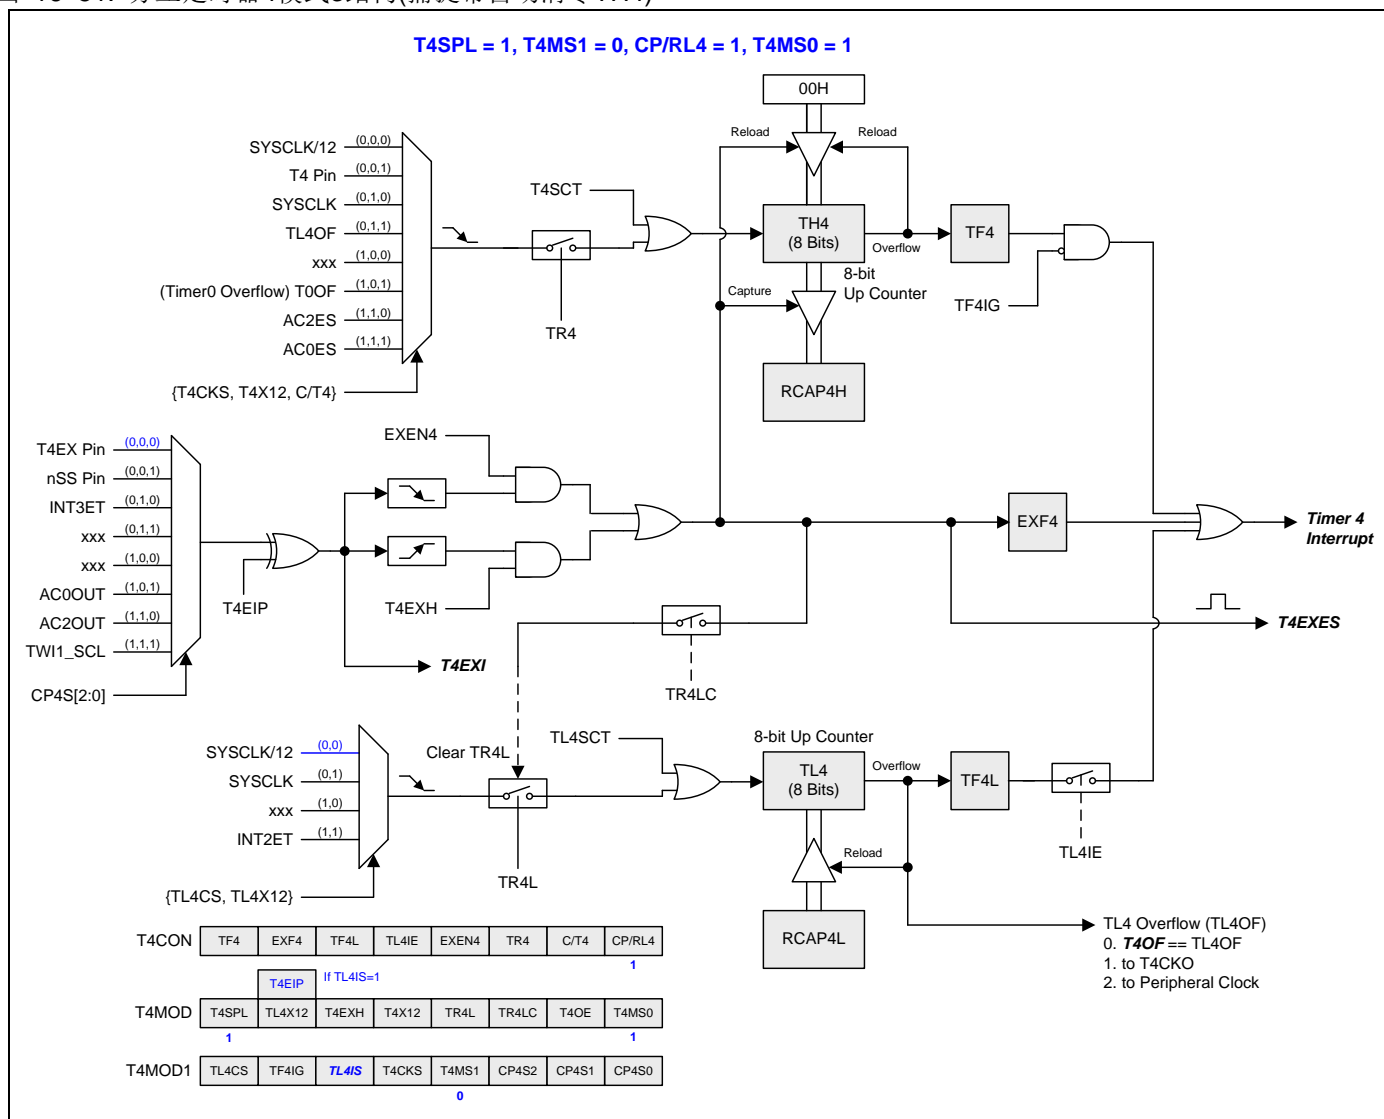 T4SPL = 1, T4MS1 = 0, CP/RL4 = 1, T4MS0 = 1
00H
Reload
Reload
SYSCLK/12 (0,0,0)
T4 Pin (0,0,1)
SYSCLK (0,1,0)
TL4OF (0,1,1)
xxx (1,0,0)
(Timer0 Overflow) T0OF (1,0,1)
AC2ES (1,1,0)
AC0ES (1,1,1)
{T4CKS, T4X12, C/T4}
T4SCT
TR4
TH4
(8 Bits)
Overflow
8-bit
Up Counter
TF4
TF4IG
Capture
RCAP4H
T4EX Pin (0,0,0)
nSS Pin (0,0,1)
INT3ET (0,1,0)
xxx (0,1,1)
xxx (1,0,0)
AC0OUT (1,0,1)
AC2OUT (1,1,0)
TWI1_SCL (1,1,1)
CP4S[2:0]
T4EIP
EXEN4
T4EXH
T4EXI
EXF4
Timer 4
Interrupt
T4EXES
TR4LC
SYSCLK/12 (0,0)
SYSCLK (0,1)
xxx (1,0)
INT2ET (1,1)
{TL4CS, TL4X12}
Clear TR4L
TR4L
TL4SCT
8-bit Up Counter
TL4
(8 Bits)
Overflow
TF4L
TL4IE
Reload
RCAP4L
TL4 Overflow (TL4OF)
0. T4OF == TL4OF
1. to T4CKO
2. to Peripheral Clock
T4CON TF4 EXF4 TF4L TL4IE EXEN4 TR4 C/T4 CP/RL4
1
T4EIP If TL4IS=1
T4MOD T4SPL TL4X12 T4EXH T4X12 TR4L TR4LC T4OE T4MS0
1 1
T4MOD1 TL4CS TF4IG TL4IS T4CKS T4MS1 CP4S2 CP4S1 CP4S0
0